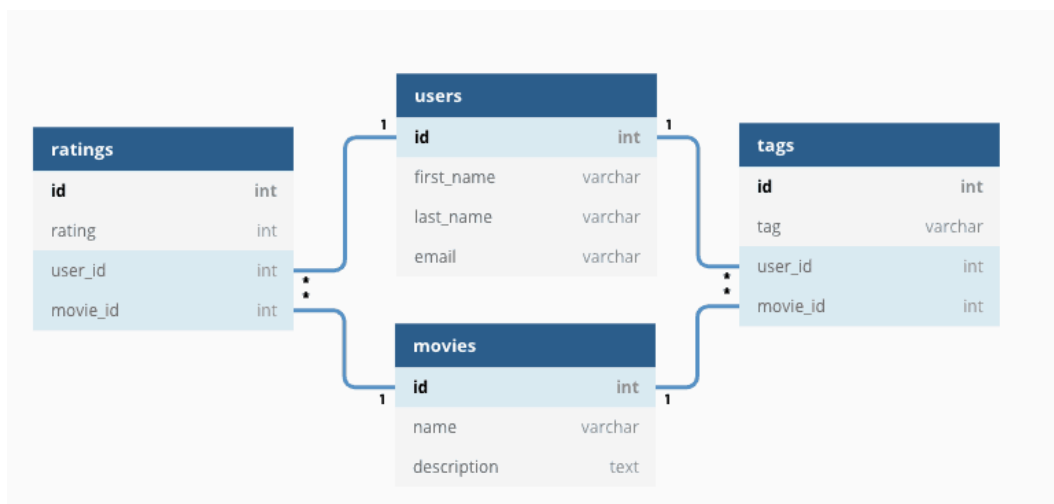 users
1
id int
1
first_name varchar
last_name varchar
email varchar
ratings
id int
rating int
user_id int
*
movie_id int
*
tags
id int
tag varchar
user_id int
*
movie_id int
*
movies
id int
1
1
name varchar
description text